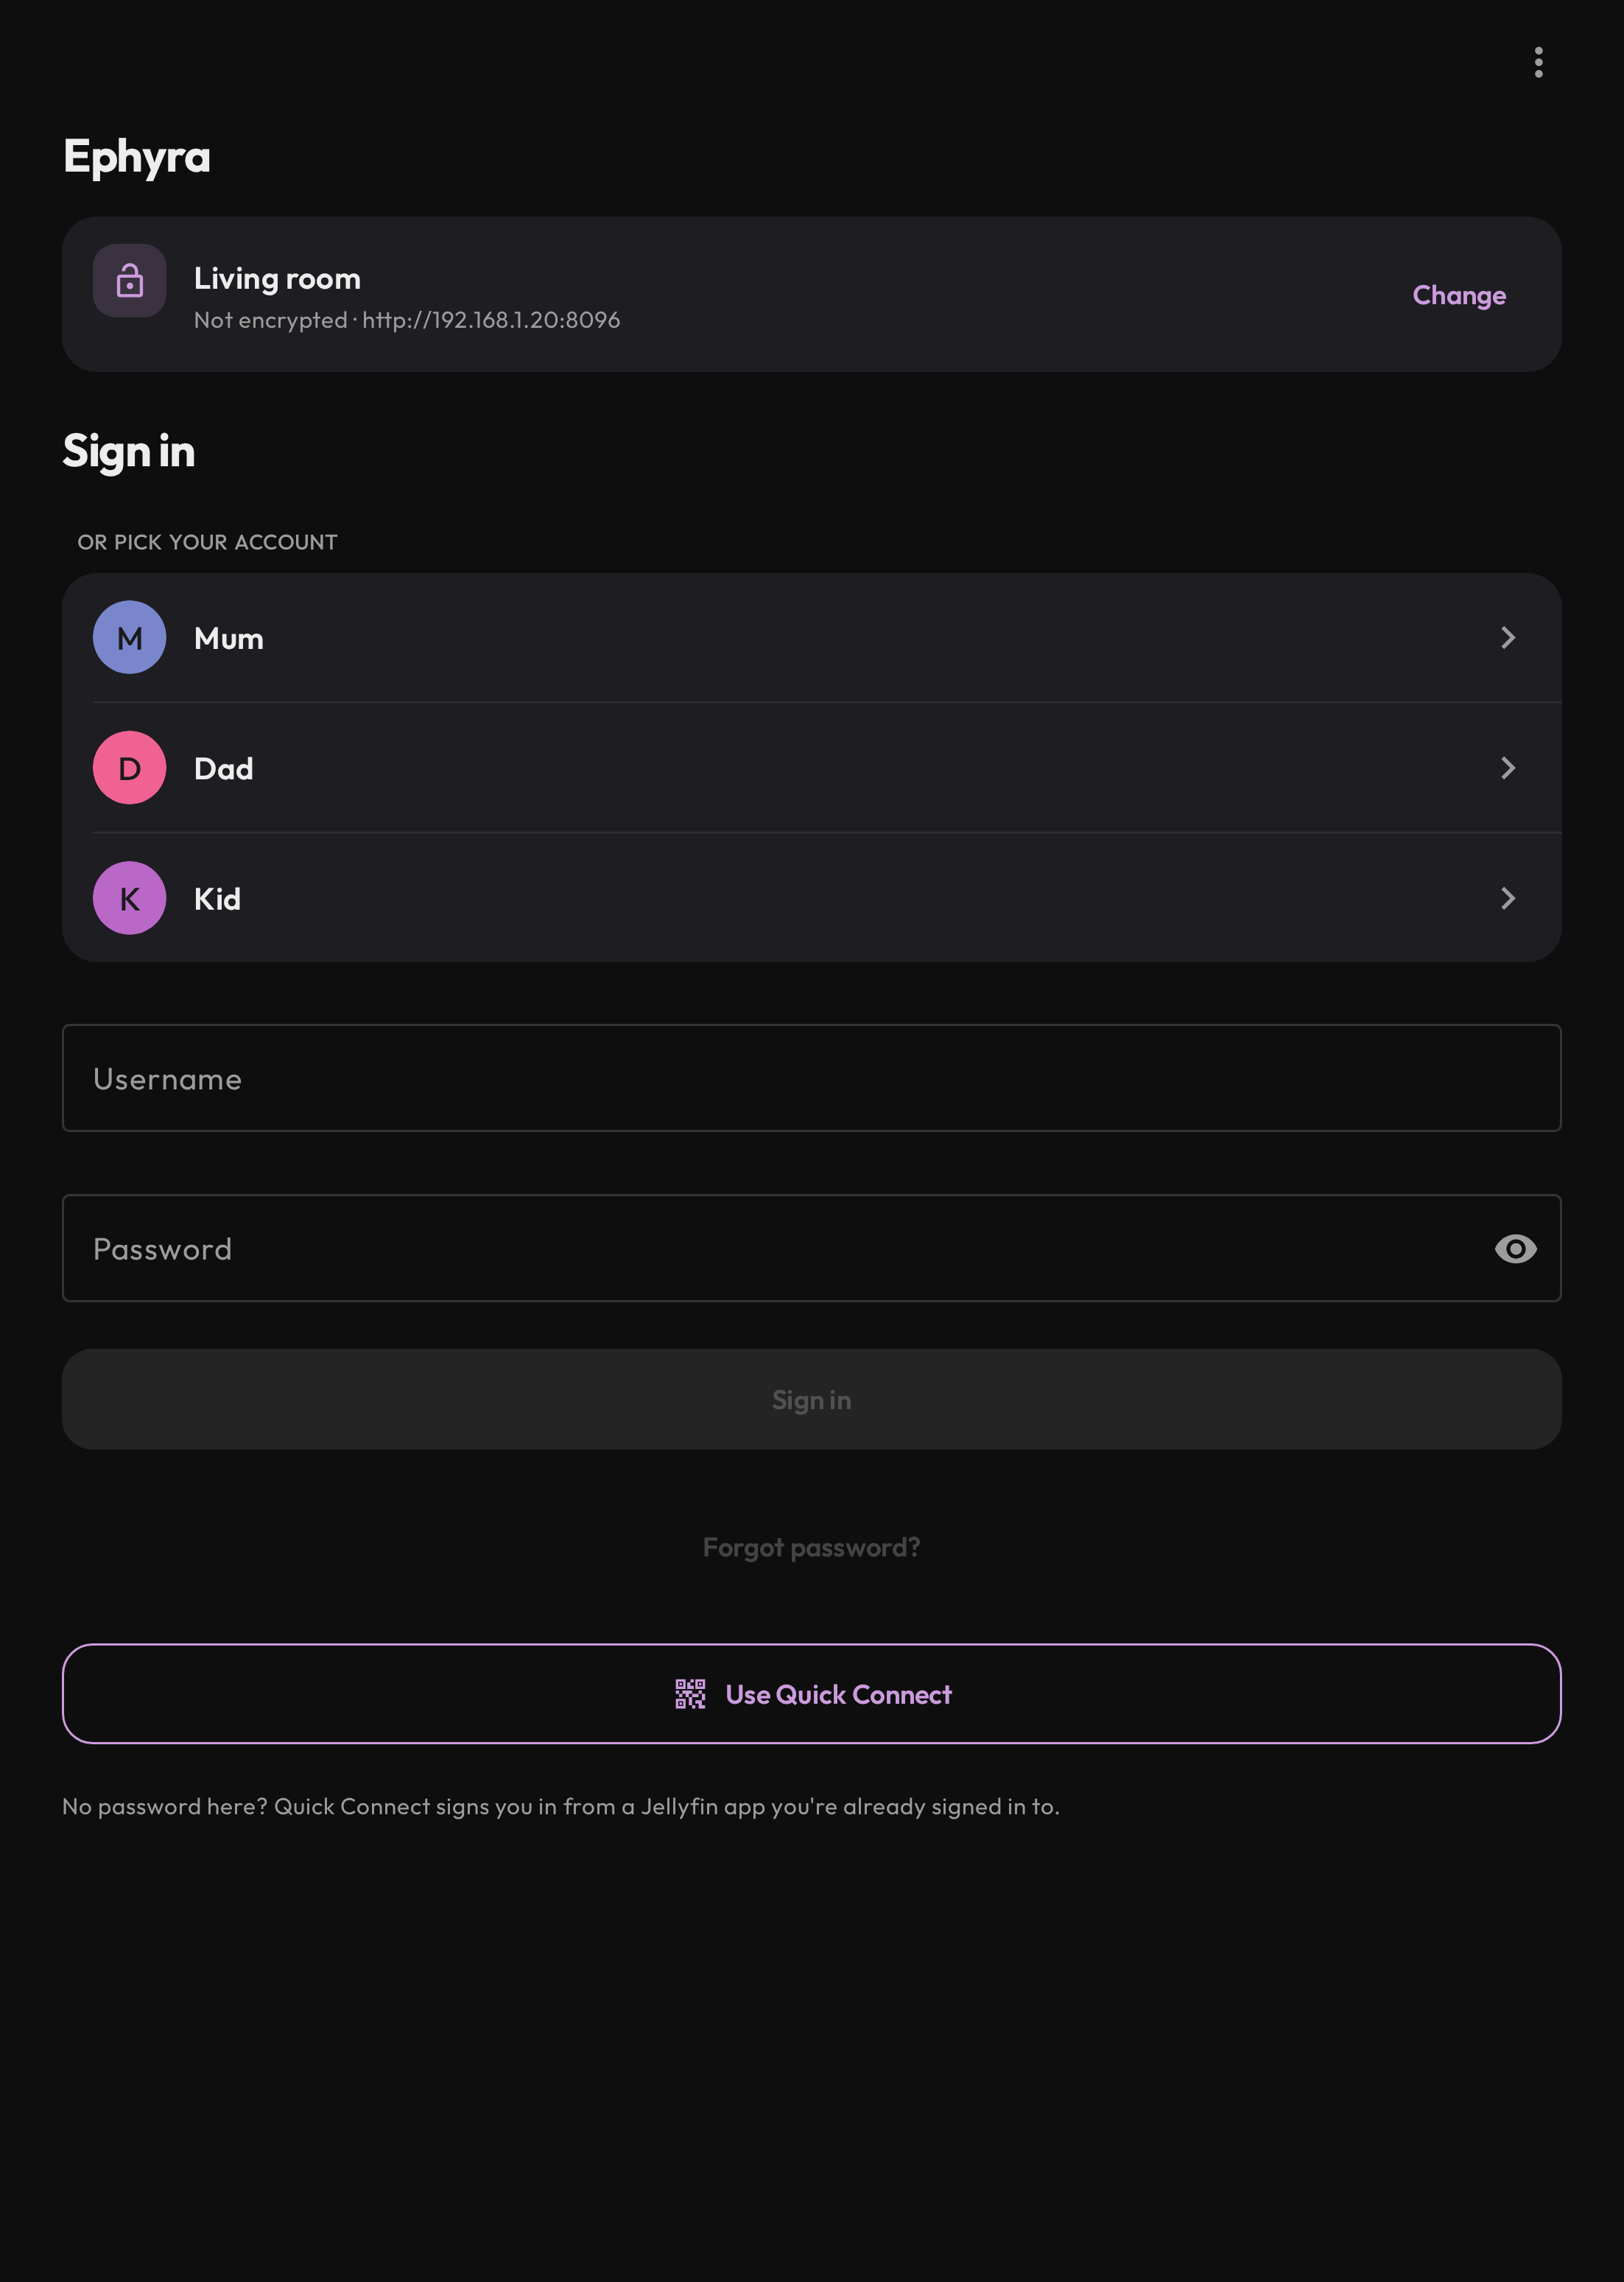 Ephyra
Living room
Not encrypted · http://192.168.1.20:8096
Change
Sign in
OR PICK YOUR ACCOUNT
M
Mum
D
Dad
K
Kid
Username
Password
Sign in
Forgot password?
Use Quick Connect
No password here? Quick Connect signs you in from a Jellyfin app you're already signed in to.